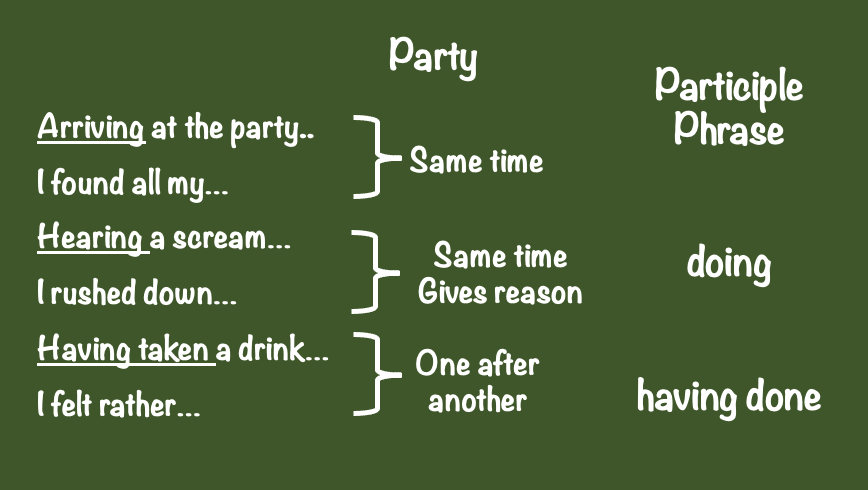 Party
Participle
Phrase
Arriving at the party..
I found all my...
Same time
Hearing a scream...
I rushed down...
Same time
Gives reason
doing
Having taken a drink...
I felt rather...
One after
another
having done